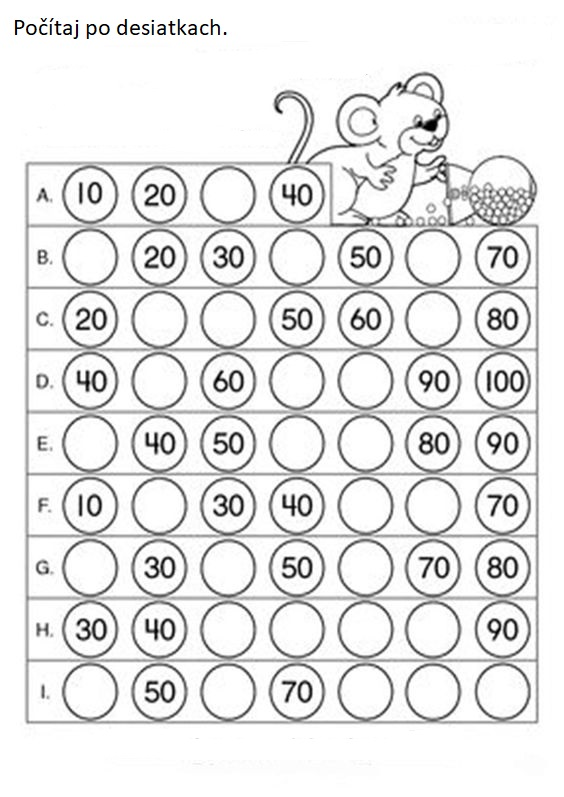 Počítaj po desiatkach.
A. 10 20 40
B. 20 30 50 70
C. 20 50 60 80
D. 40 60 90 100
E. 40 50 80 90
F. 10 30 40 70
G. 30 50 70 80
H. 30 40 90
I. 50 70